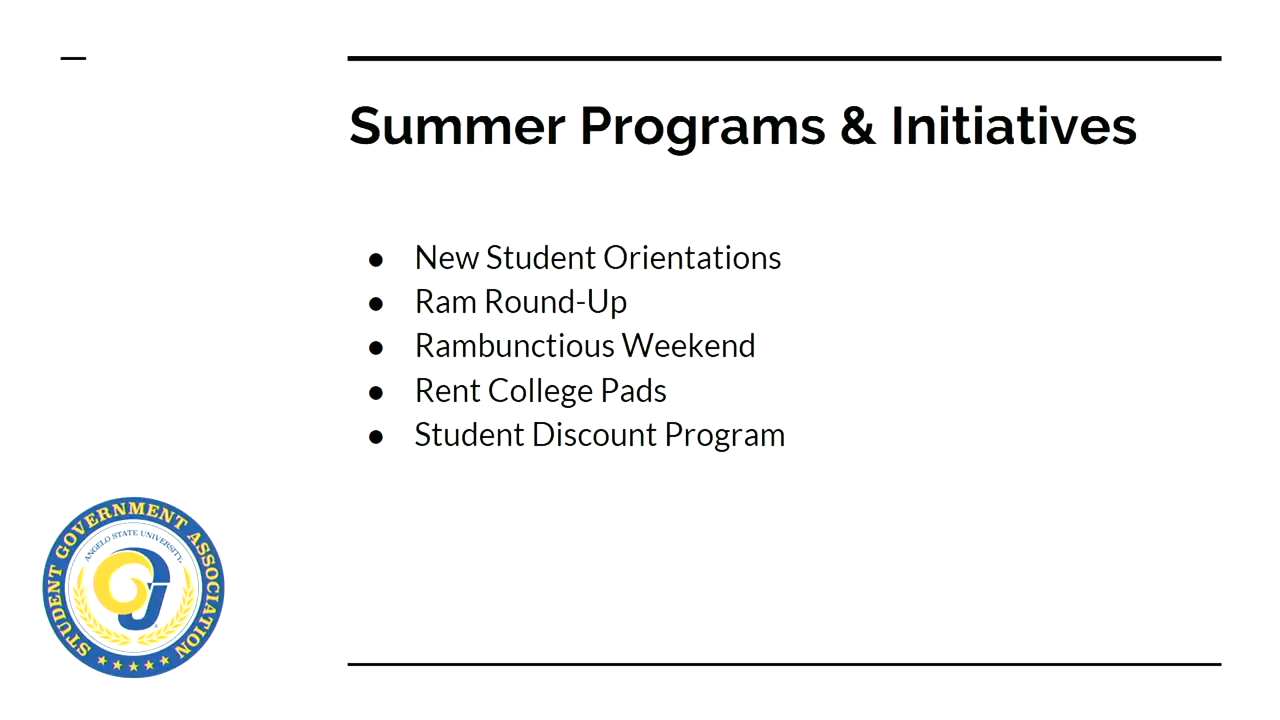 Summer Programs & Initiatives
● New Student Orientations
● Ram Round-Up
● Rambunctious Weekend
● Rent College Pads
● Student Discount Program
STUDENT GOVERNMENT ASSOCIATION
ANGELO STATE UNIVERSITY